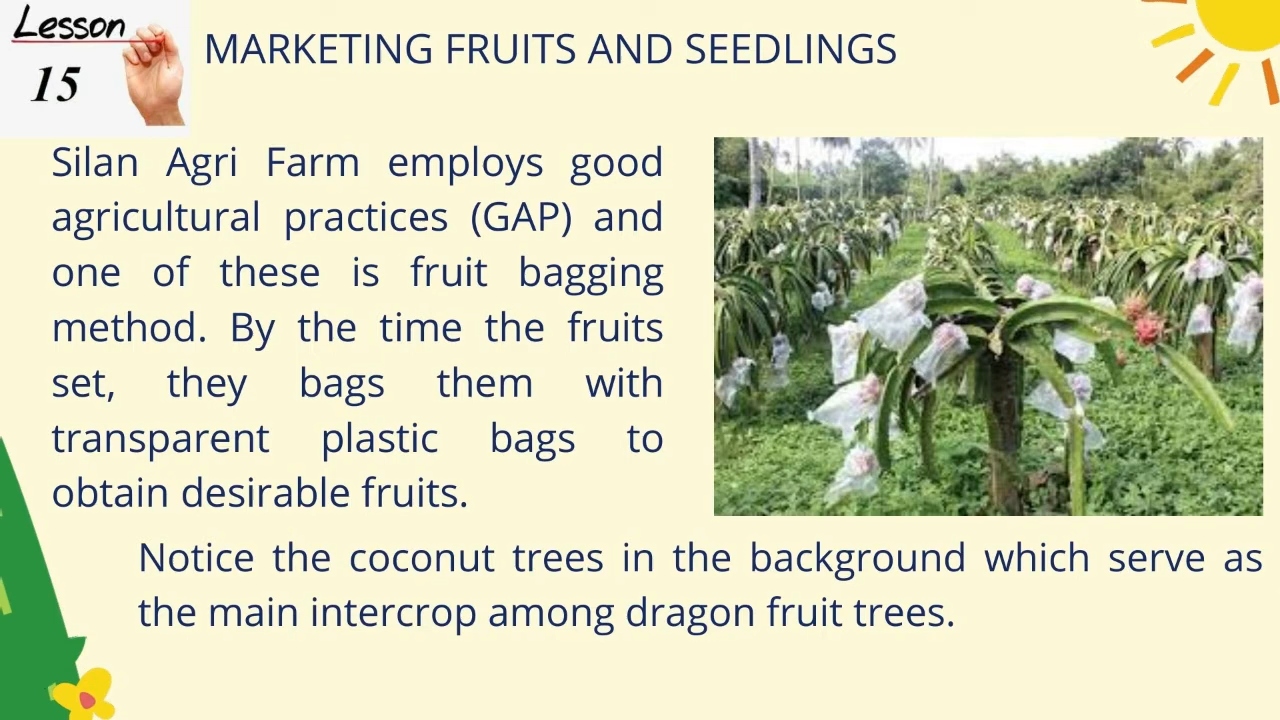 Lesson
15
MARKETING FRUITS AND SEEDLINGS
Silan Agri Farm employs good
agricultural practices (GAP) and
one of these is fruit bagging
method. By the time the fruits
set, they bags them with
transparent plastic bags to
obtain desirable fruits.
Notice the coconut trees in the background which serve as
the main intercrop among dragon fruit trees.